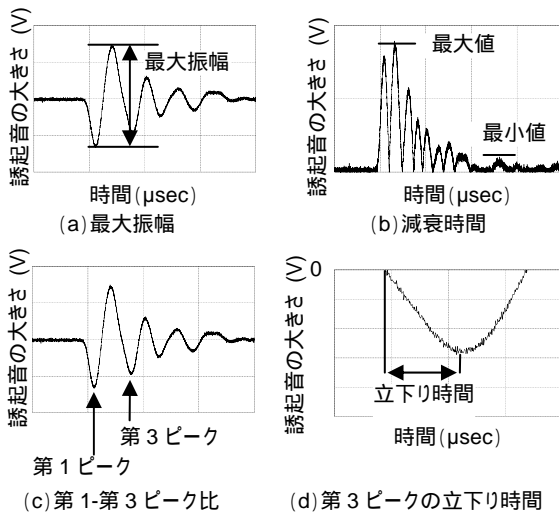 誘起音の大きさ (V)
最大振幅
時間(μsec)
(a)最大振幅
誘起音の大きさ (V)
最大値
最小値
時間(μsec)
(b)減衰時間
誘起音の大きさ (V)
第 3 ピーク
第 1 ピーク
(c)第 1-第 3 ピーク比
誘起音の大きさ (V)
0
立下り時間
時間(μsec)
(d)第 3 ピークの立下り時間